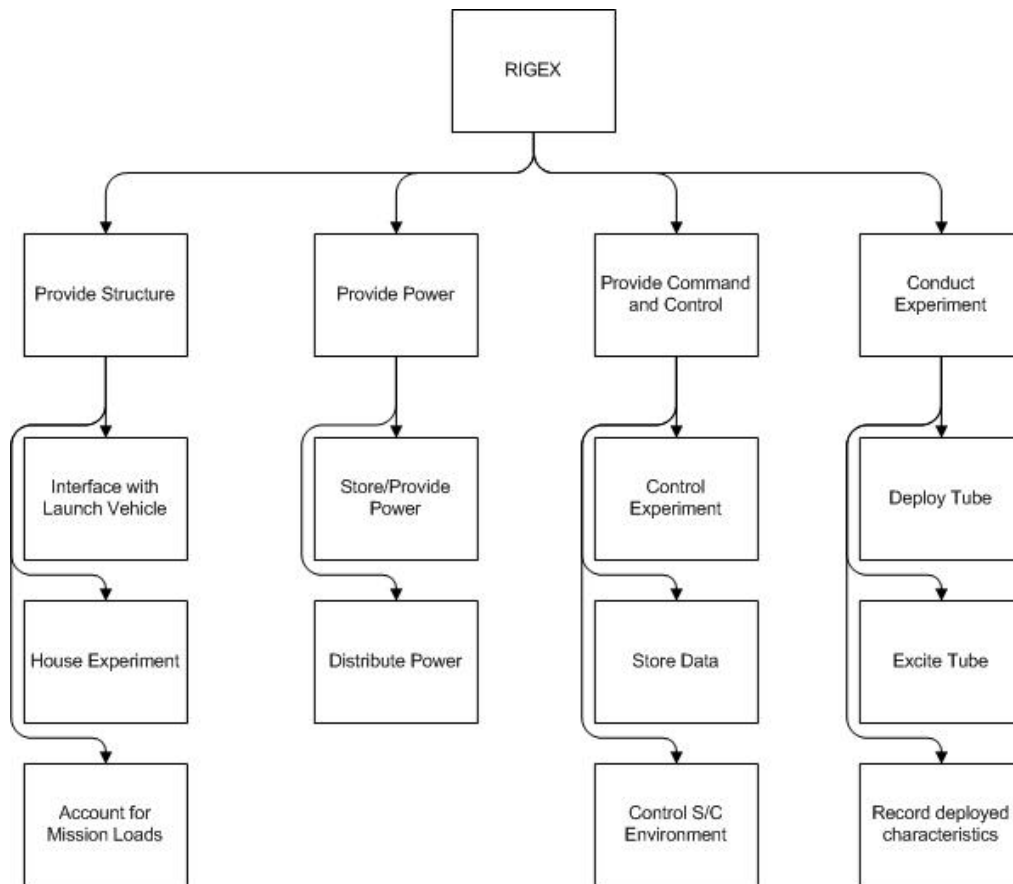 RIGEX
Provide Structure
Provide Power
Provide Command
and Control
Conduct
Experiment
Interface with
Launch Vehicle
Store/Provide
Power
Control
Experiment
Deploy Tube
House Experiment
Distribute Power
Store Data
Excite Tube
Account for
Mission Loads
Control S/C
Environment
Record deployed
characteristics